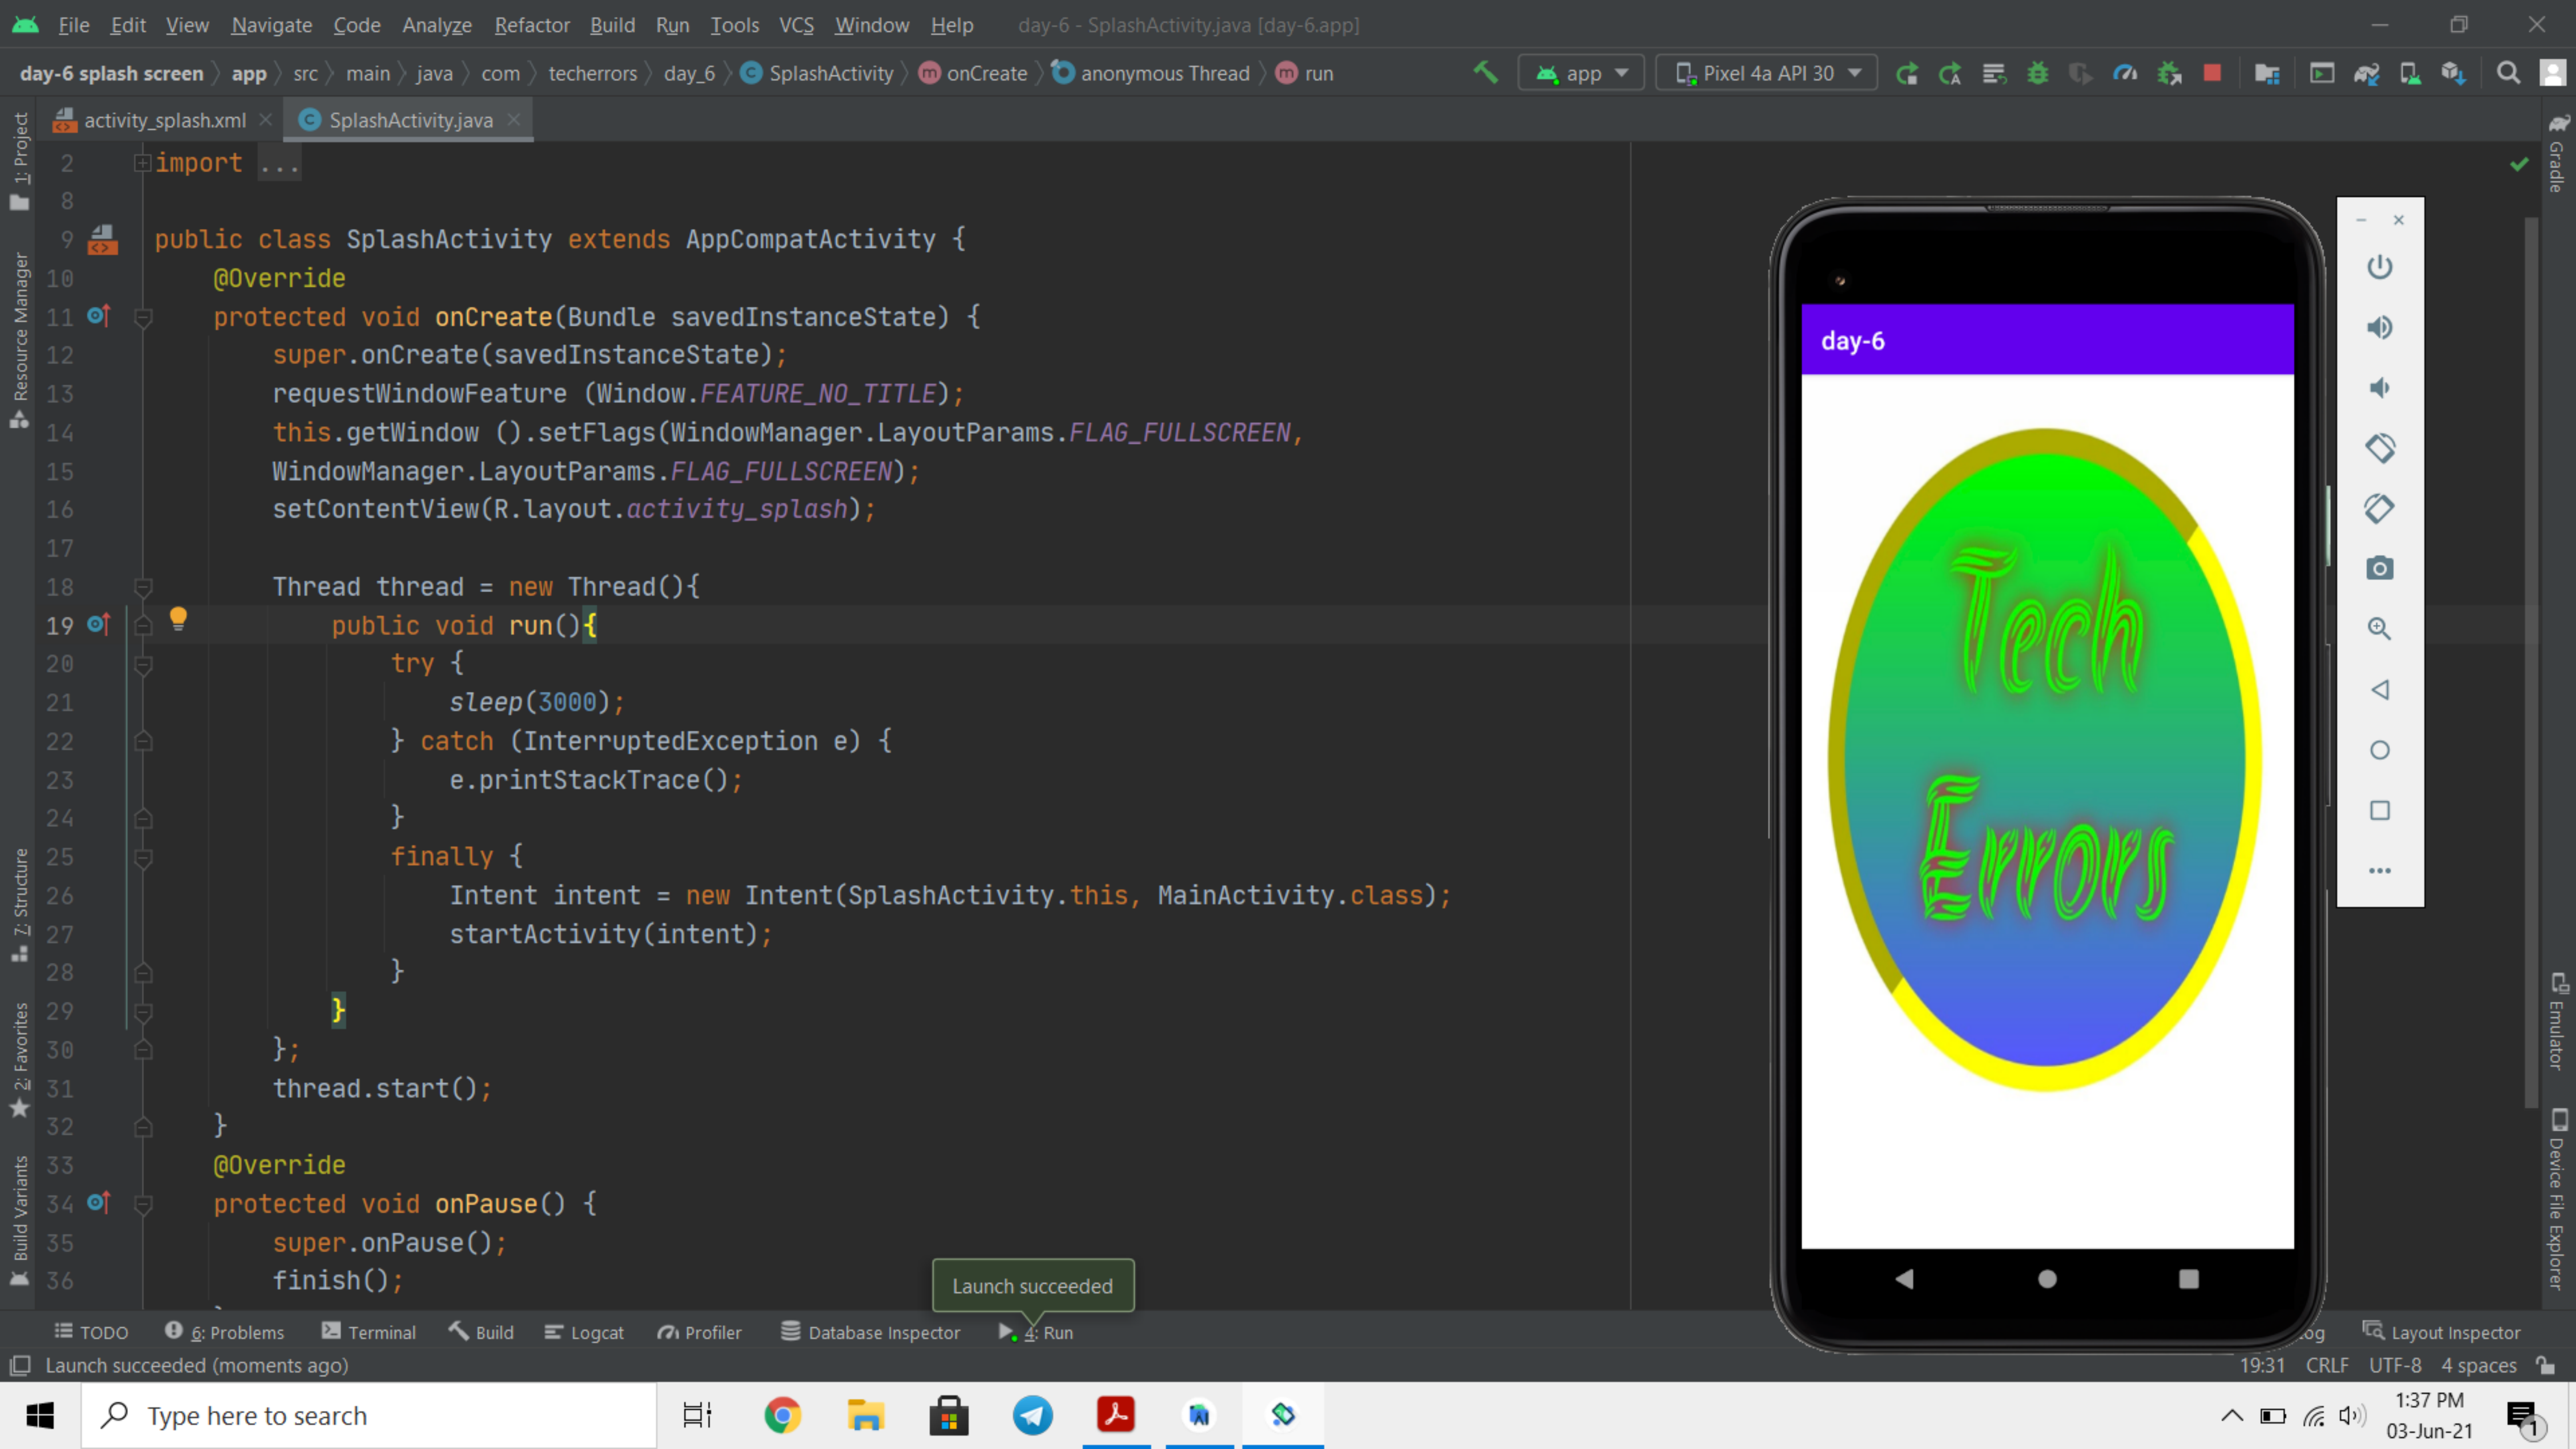 File Edit View Navigate Code Analyze Refactor Build Run Tools VCS Window Help day-6 - SplashActivity.java [day-6.app]
day-6 splash screen app src main java com techerrors day_6 C SplashActivity m onCreate anonymous Thread m run app Pixel 4a API 30
activity_splash.xml C SplashActivity.java
1: Project
Resource Manager
7: Structure
2: Favorites
Build Variants
2 import ...
8
9 public class SplashActivity extends AppCompatActivity {
10 @Override
11 protected void onCreate(Bundle savedInstanceState) {
12 super.onCreate(savedInstanceState);
13 requestWindowFeature (Window.FEATURE_NO_TITLE);
14 this.getWindow ().setFlags(WindowManager.LayoutParams.FLAG_FULLSCREEN,
15 WindowManager.LayoutParams.FLAG_FULLSCREEN);
16 setContentView(R.layout.activity_splash);
17
18 Thread thread = new Thread(){
19 public void run(){
20 try {
21 sleep(3000);
22 } catch (InterruptedException e) {
23 e.printStackTrace();
24 }
25 finally {
26 Intent intent = new Intent(SplashActivity.this, MainActivity.class);
27 startActivity(intent);
28 }
29 }
30 };
31 thread.start();
32 }
33 @Override
34 protected void onPause() {
35 super.onPause();
36 finish();
day-6
Tech
Errors
Gradle
Emulator
Device File Explorer
Launch succeeded
TODO 6: Problems Terminal Build Logcat Profiler Database Inspector 4: Run Layout Inspector
Launch succeeded (moments ago) 19:31 CRLF UTF-8 4 spaces
Type here to search
1:37 PM
03-Jun-21
1